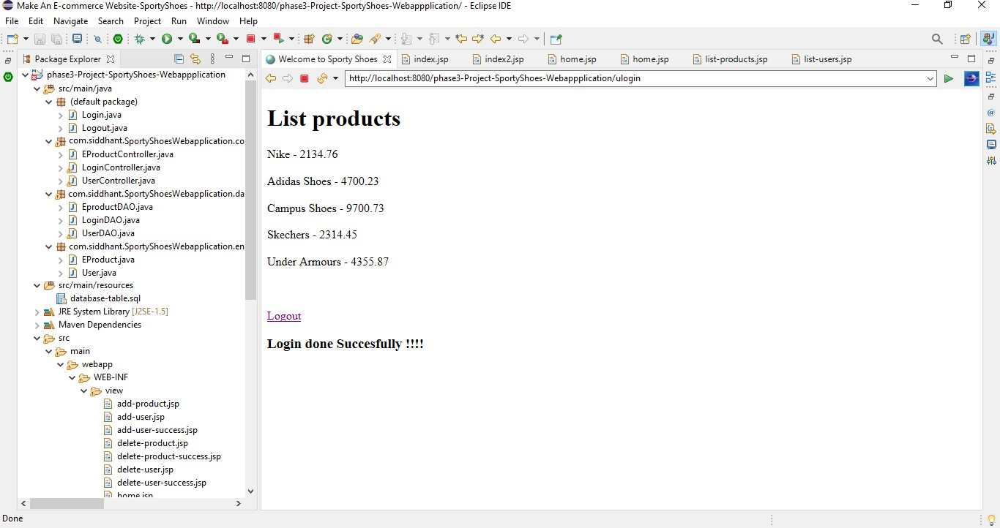 Make An E-commerce Website-SportyShoes - http://localhost:8080/phase3-Project-SportyShoes-Webappplication/ - Eclipse IDE
File Edit Navigate Search Project Run Window Help
Package Explorer
phase3-Project-SportyShoes-Webappplication
src/main/java
(default package)
Login.java
Logout.java
com.siddhant.SportyShoesWebapplication.co
EProductController.java
LoginController.java
UserController.java
com.siddhant.SportyShoesWebapplication.da
EproductDAO.java
LoginDAO.java
UserDAO.java
com.siddhant.SportyShoesWebapplication.en
EProduct.java
User.java
src/main/resources
database-table.sql
JRE System Library [J2SE-1.5]
Maven Dependencies
src
main
webapp
WEB-INF
view
add-product.jsp
add-user.jsp
add-user-success.jsp
delete-product.jsp
delete-product-success.jsp
delete-user.jsp
delete-user-success.jsp
home.jsp
Welcome to Sporty Shoes index.jsp index2.jsp home.jsp home.jsp list-products.jsp list-users.jsp
http://localhost:8080/phase3-Project-SportyShoes-Webappplication/ulogin
List products
Nike - 2134.76
Adidas Shoes - 4700.23
Campus Shoes - 9700.73
Skechers - 2314.45
Under Armours - 4355.87
Logout
Login done Succesfully !!!!
Done